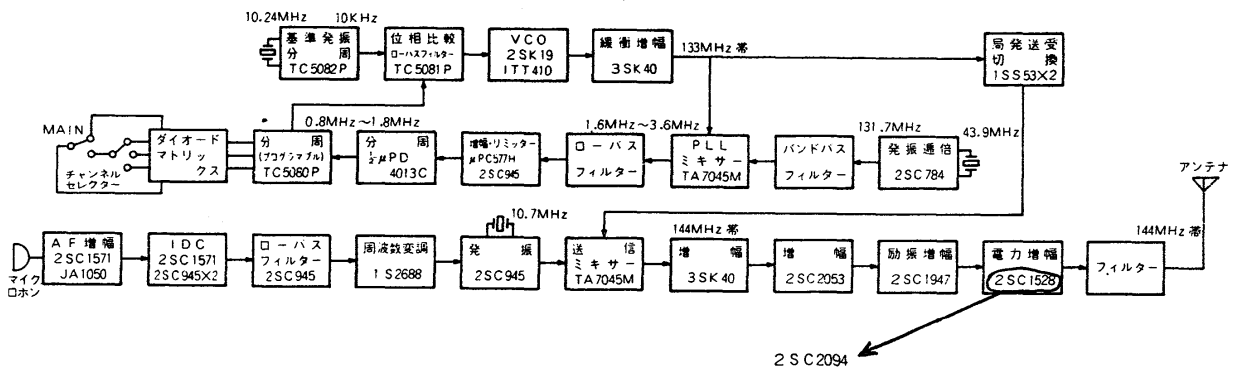 10.24MHz
基準発振
分周
TC5082P
10KHz
位相比較
ローパスフィルター
TC5081P
VCO
2SK19
ITT410
緩衝増幅
3SK40
133MHz帯
局発送受
切換
1SS53X2
MAIN
チャンネル
セレクター
ダイオード
マトリッ
クス
0.8MHz〜1.8MHz
分周
(プログラマブル)
TC5080P
分周
½μPD
4013C
増幅・リミッター
μPC577H
2SC945
1.6MHz〜3.6MHz
ローパス
フィルター
PLL
ミキサー
TA7045M
バンドパス
フィルター
131.7MHz
発振逓倍
2SC784
43.9MHz
アンテナ
マイク
ロホン
AF増幅
2SC1571
JA1050
IDC
2SC1571
2SC945X2
ローパス
フィルター
2SC945
周波数変調
1S2688
10.7MHz
発振
2SC945
送信
ミキサー
TA7045M
144MHz帯
増幅
3SK40
増幅
2SC2053
励振増幅
2SC1947
電力増幅
2SC1528
フィルター
144MHz帯
2SC2094